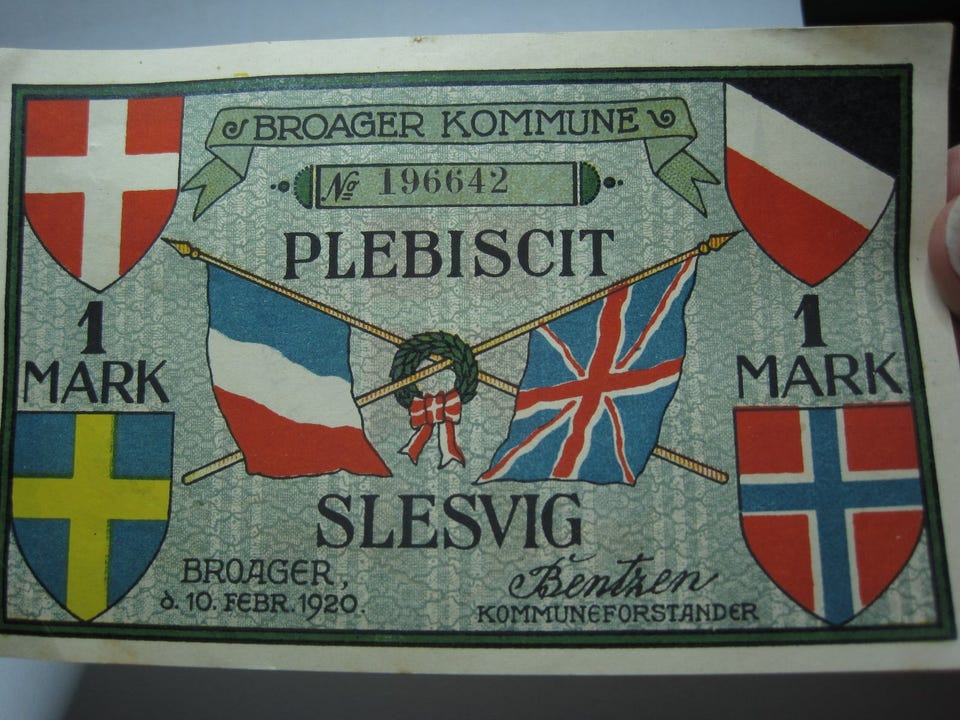 BROAGER KOMMUNE
No 196642
PLEBISCIT
1
MARK
1
MARK
SLESVIG
BROAGER,
d. 10. FEBR. 1920.
Bentzen
KOMMUNEFORSTANDER